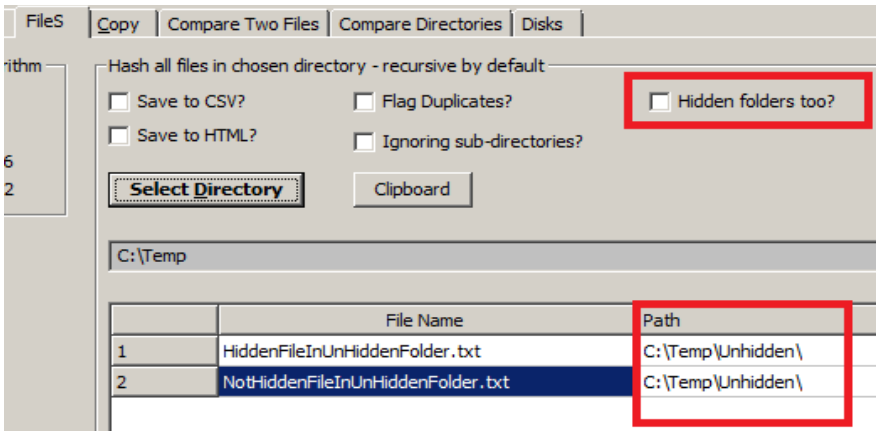 FileS Copy Compare Two Files Compare Directories Disks
rithm Hash all files in chosen directory - recursive by default
Save to CSV? Flag Duplicates? Hidden folders too?
Save to HTML? Ignoring sub-directories?
6
2 Select Directory Clipboard
C:\Temp
File Name Path
1 HiddenFileInUnHiddenFolder.txt C:\Temp\Unhidden\
2 NotHiddenFileInUnHiddenFolder.txt C:\Temp\Unhidden\